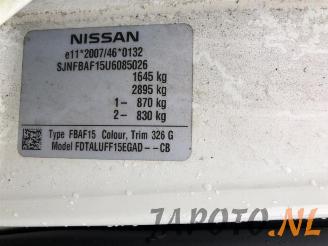 NISSAN
e11*2007/46*0132
SJNFBAF15U6085026
1645 kg
2895 kg
1- 870 kg
2- 830 kg
Type FBAF15 Colour, Trim 326 G
Model FDTALUFF15EGAD--CB
TOYO.NL